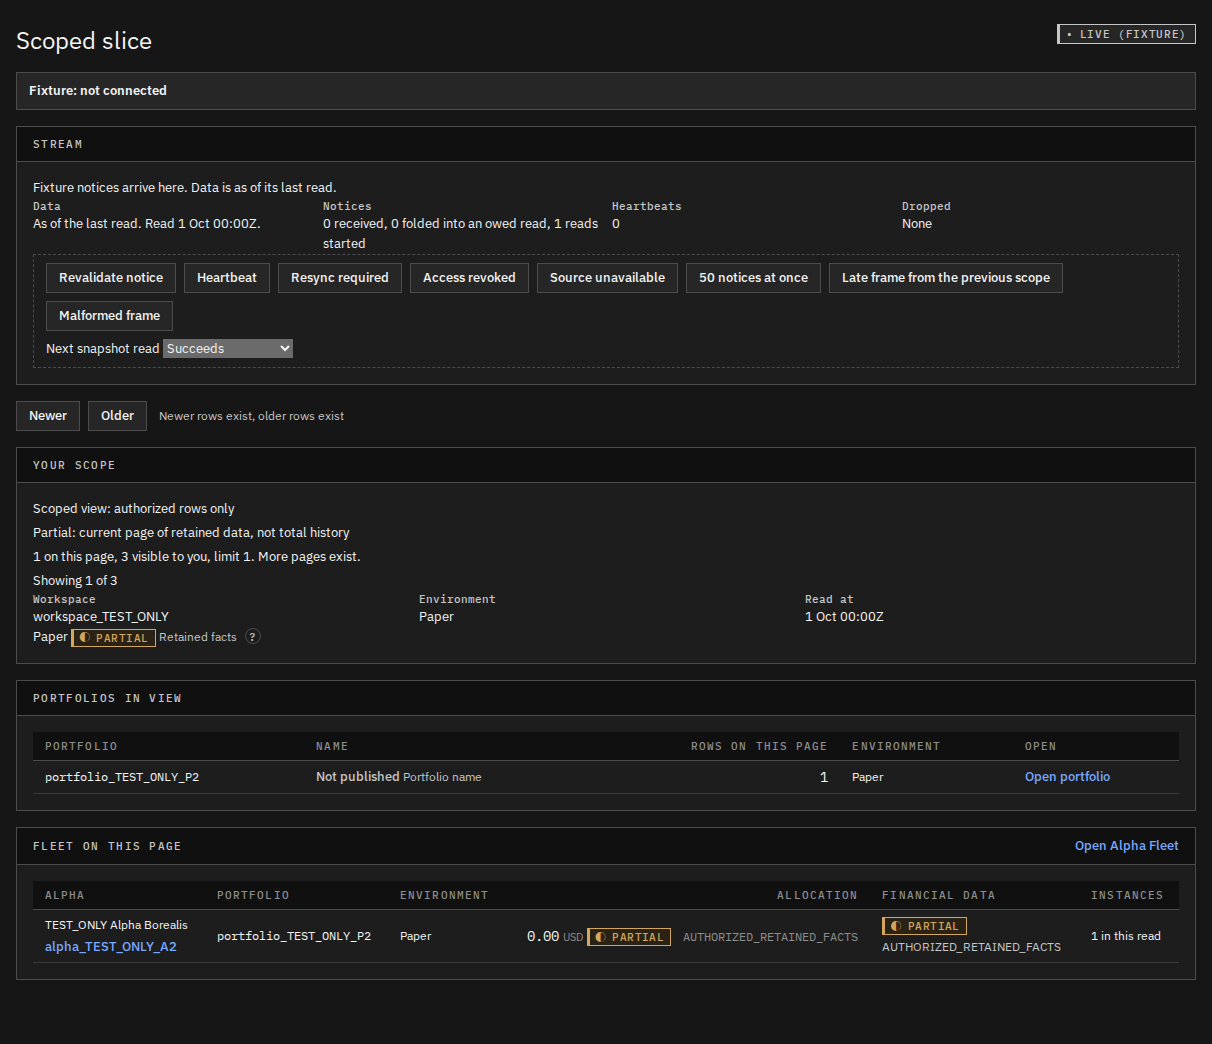 Scoped slice
• LIVE (FIXTURE)
Fixture: not connected
STREAM
Fixture notices arrive here. Data is as of its last read.
Data
As of the last read. Read 1 Oct 00:00Z.
Notices
0 received, 0 folded into an owed read, 1 reads
started
Heartbeats
0
Dropped
None
Revalidate notice
Heartbeat
Resync required
Access revoked
Source unavailable
50 notices at once
Late frame from the previous scope
Malformed frame
Next snapshot read Succeeds
Newer
Older
Newer rows exist, older rows exist
YOUR SCOPE
Scoped view: authorized rows only
Partial: current page of retained data, not total history
1 on this page, 3 visible to you, limit 1. More pages exist.
Showing 1 of 3
Workspace
workspace_TEST_ONLY
Environment
Paper
Read at
1 Oct 00:00Z
Paper PARTIAL Retained facts ?
PORTFOLIOS IN VIEW
PORTFOLIO NAME ROWS ON THIS PAGE ENVIRONMENT OPEN
portfolio_TEST_ONLY_P2 Not published Portfolio name 1 Paper Open portfolio
FLEET ON THIS PAGE
Open Alpha Fleet
ALPHA PORTFOLIO ENVIRONMENT ALLOCATION FINANCIAL DATA INSTANCES
TEST_ONLY Alpha Borealis
alpha_TEST_ONLY_A2
portfolio_TEST_ONLY_P2
Paper
0.00 USD PARTIAL AUTHORIZED_RETAINED_FACTS
PARTIAL
AUTHORIZED_RETAINED_FACTS
1 in this read